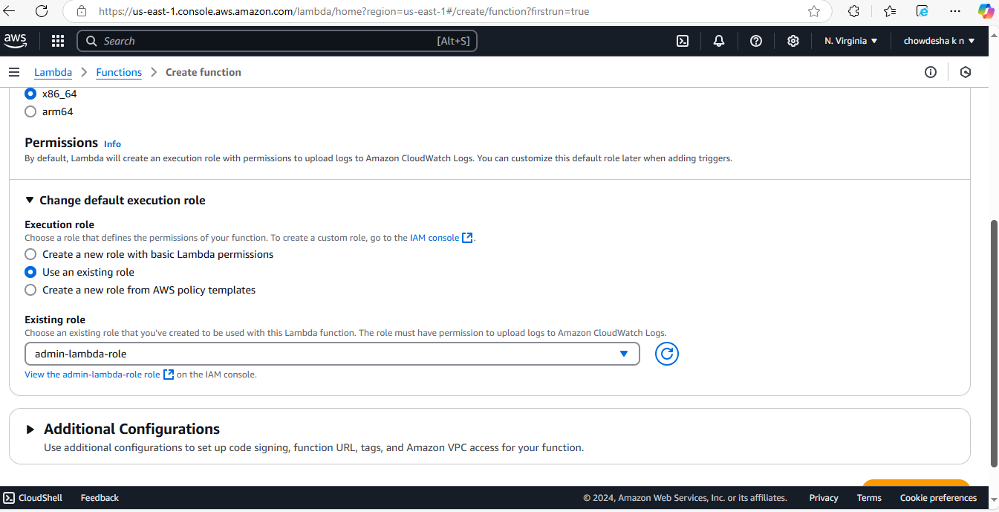 https://us-east-1.console.aws.amazon.com/lambda/home?region=us-east-1#/create/function?firstrun=true
aws
Search [Alt+S]
N. Virginia
chowdesha k n
Lambda
Functions
Create function
x86_64
arm64
Permissions Info
By default, Lambda will create an execution role with permissions to upload logs to Amazon CloudWatch Logs. You can customize this default role later when adding triggers.
Change default execution role
Execution role
Choose a role that defines the permissions of your function. To create a custom role, go to the IAM console.
Create a new role with basic Lambda permissions
Use an existing role
Create a new role from AWS policy templates
Existing role
Choose an existing role that you've created to be used with this Lambda function. The role must have permission to upload logs to Amazon CloudWatch Logs.
admin-lambda-role
View the admin-lambda-role role on the IAM console.
Additional Configurations
Use additional configurations to set up code signing, function URL, tags, and Amazon VPC access for your function.
CloudShell
Feedback
© 2024, Amazon Web Services, Inc. or its affiliates.
Privacy
Terms
Cookie preferences